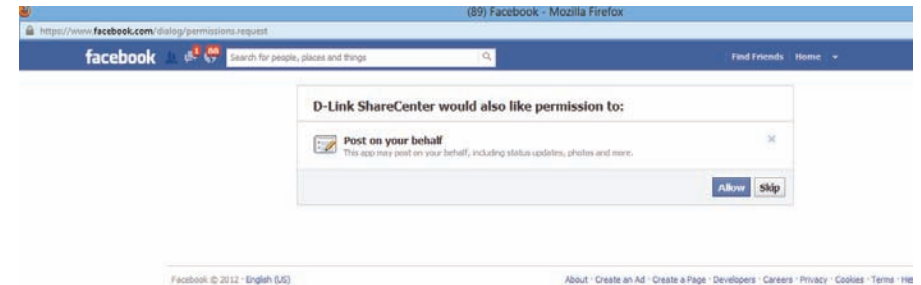 (89) Facebook - Mozilla Firefox
https://www.facebook.com/dialog/permissions.request
facebook Search for people, places and things Find Friends Home
D-Link ShareCenter would also like permission to:
Post on your behalf
This app may post on your behalf, including status updates, photos and more.
Allow Skip
Facebook © 2012 · English (US) About · Create an Ad · Create a Page · Developers · Careers · Privacy · Cookies · Terms ·